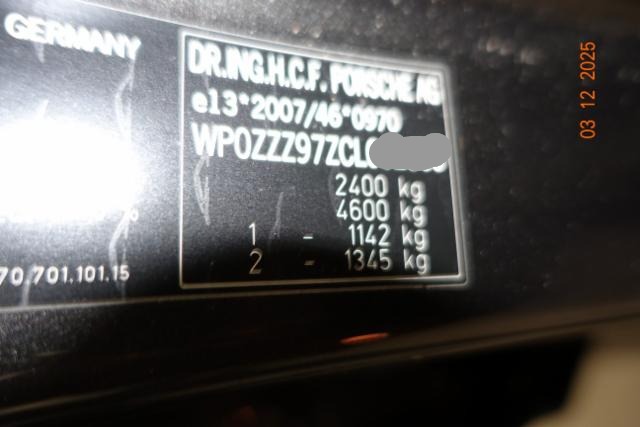 GERMANY
70.701.101.15
DR.ING.H.C.F. PORSCHE AG
e13*2007/46*0970
WP0ZZZ97ZCL
2400 kg
4600 kg
1 - 1142 kg
2 - 1345 kg
03 12 2025